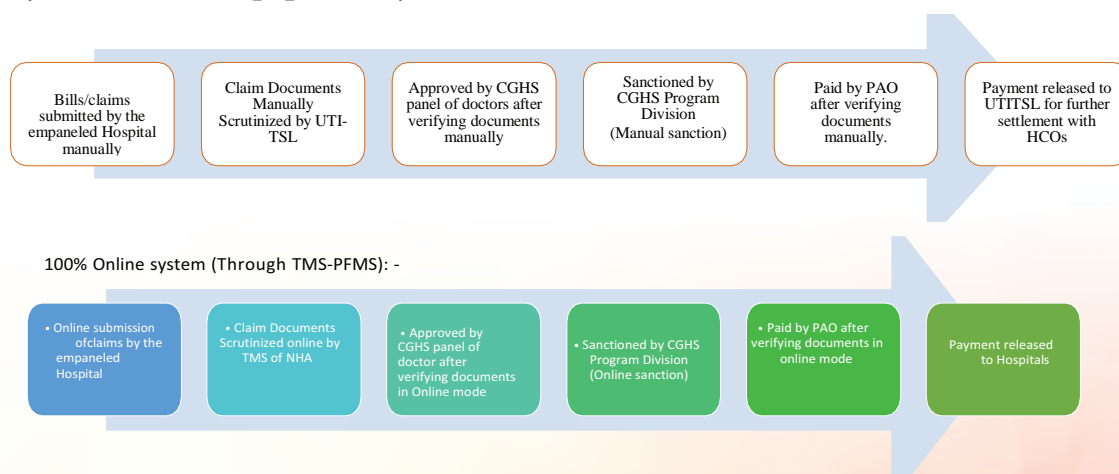 Bills/claims
submitted by the
empaneled Hospital
manually
Claim Documents
Manually
Scrutinized by UTI-
TSL
Approved by CGHS
panel of doctors after
verifying documents
manually
Sanctioned by
CGHS Program
Division
(Manual sanction)
Paid by PAO
after verifying
documents
manually.
Payment released to
UTITSL for further
settlement with
HCOs
100% Online system (Through TMS-PFMS): -
• Online submission
ofclaims by the
empaneled
Hospital
• Claim Documents
Scrutinized online by
TMS of NHA
• Approved by
CGHS panel of
doctor after
verifying documents
in Online mode
• Sanctioned by CGHS
Program Division
(Online sanction)
• Paid by PAO after
verifying documents in
online mode
Payment released
to Hospitals